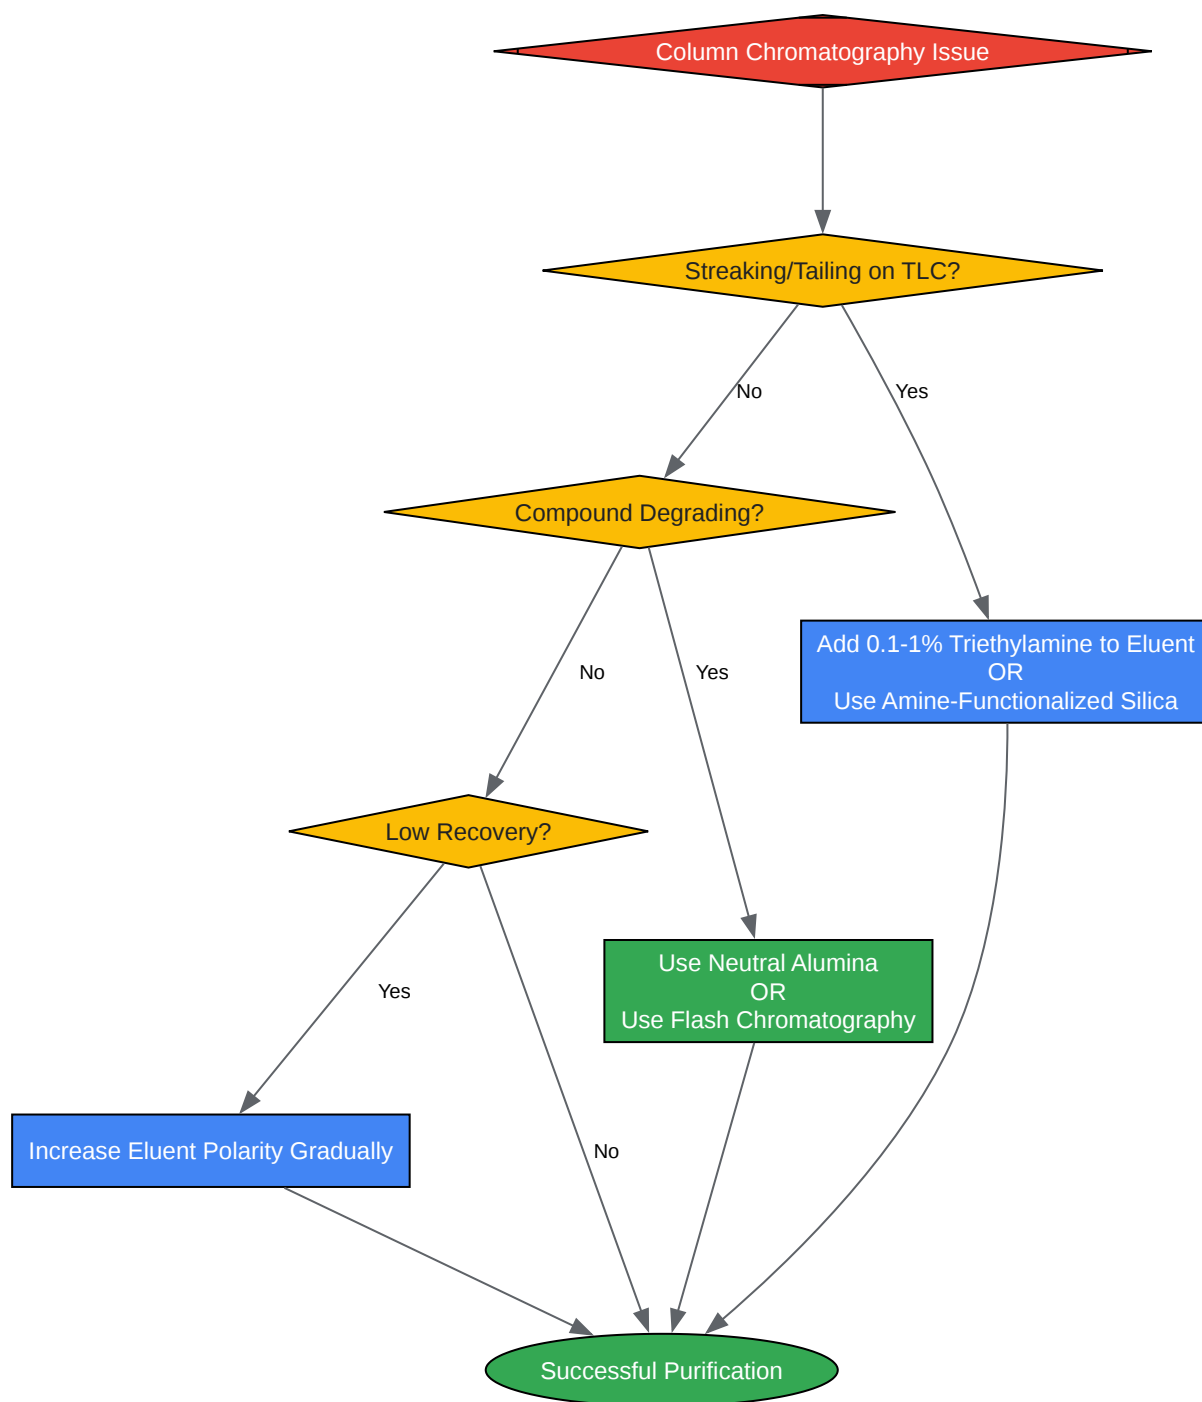 Column Chromatography Issue
Streaking/Tailing on TLC?
No
Yes
Compound Degrading?
Add 0.1-1% Triethylamine to Eluent
OR
Use Amine-Functionalized Silica
No
Yes
Low Recovery?
Use Neutral Alumina
OR
Use Flash Chromatography
Yes
Increase Eluent Polarity Gradually
No
Successful Purification